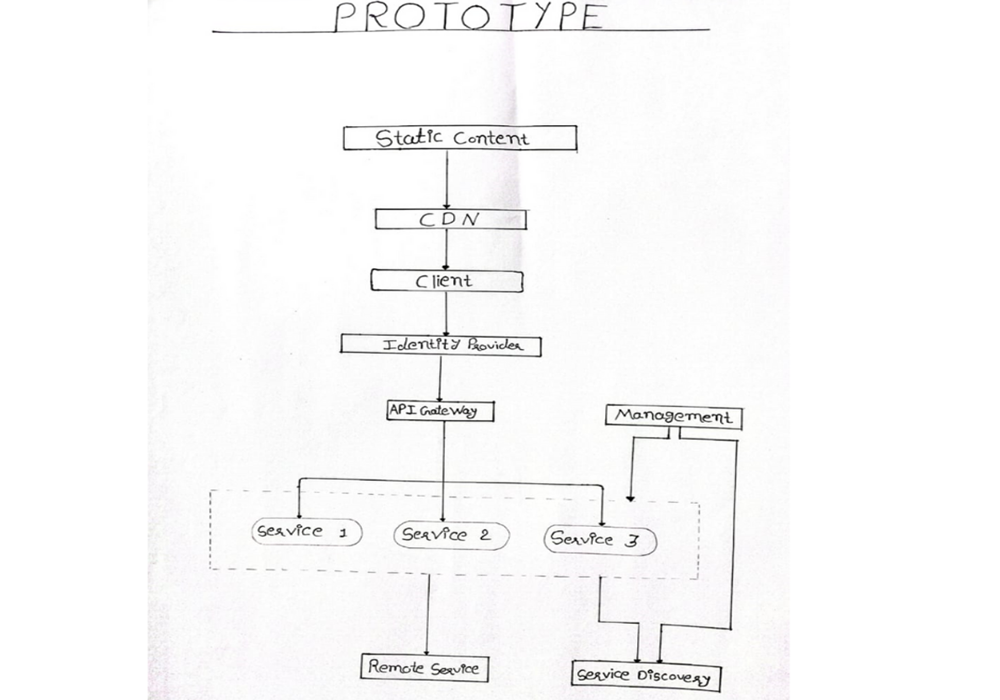 PROTOTYPE
Static Content
CDN
Client
Identity Provider
API GateWay
Management
Service 1
Service 2
Service 3
Remote Service
Service Discovery